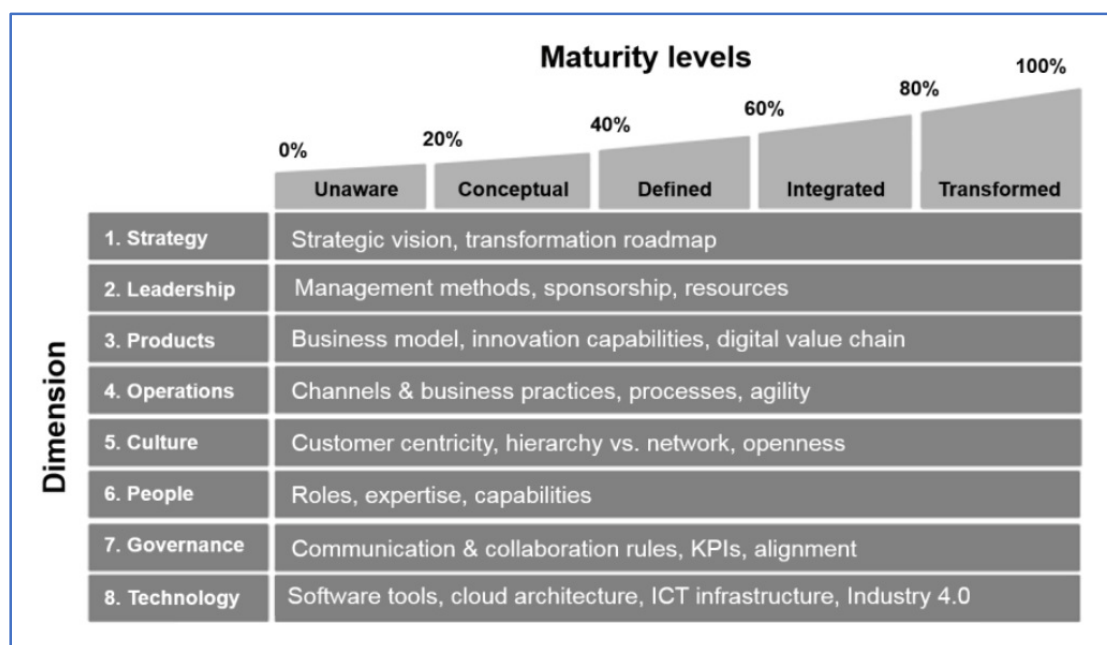 Maturity levels
0%
20%
40%
60%
80%
100%
Unaware
Conceptual
Defined
Integrated
Transformed
Dimension
1. Strategy
Strategic vision, transformation roadmap
2. Leadership
Management methods, sponsorship, resources
3. Products
Business model, innovation capabilities, digital value chain
4. Operations
Channels & business practices, processes, agility
5. Culture
Customer centricity, hierarchy vs. network, openness
6. People
Roles, expertise, capabilities
7. Governance
Communication & collaboration rules, KPIs, alignment
8. Technology
Software tools, cloud architecture, ICT infrastructure, Industry 4.0